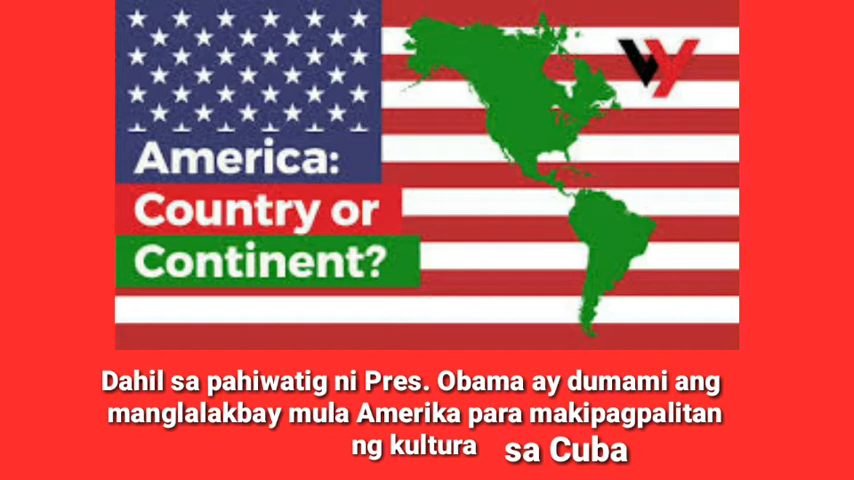 America:
Country or
Continent?
VY
Dahil sa pahiwatig ni Pres. Obama ay dumami ang
manglalakbay mula Amerika para makipagpalitan
ng kultura sa Cuba